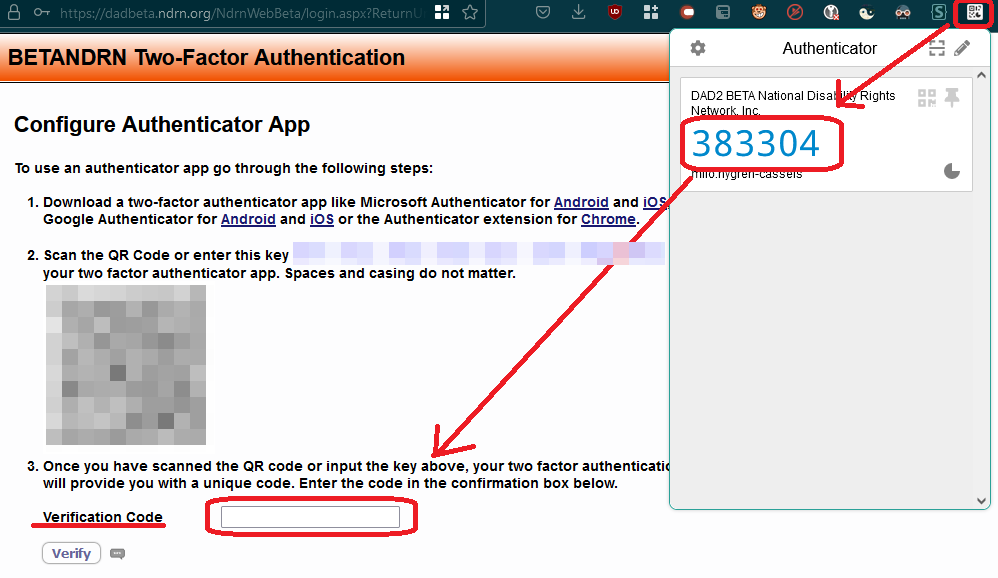 https://dadbeta.ndrn.org/NdrnWebBeta/login.aspx?ReturnU
BETANDRN Two-Factor Authentication
Authenticator
DAD2 BETA National Disability Rights
Network, Inc.
383304
milo.nygren-cassels
Configure Authenticator App
To use an authenticator app go through the following steps:
1. Download a two-factor authenticator app like Microsoft Authenticator for Android and iOS,
Google Authenticator for Android and iOS or the Authenticator extension for Chrome.
2. Scan the QR Code or enter this key
your two factor authenticator app. Spaces and casing do not matter.
3. Once you have scanned the QR code or input the key above, your two factor authenticatio
will provide you with a unique code. Enter the code in the confirmation box below.
Verification Code
Verify